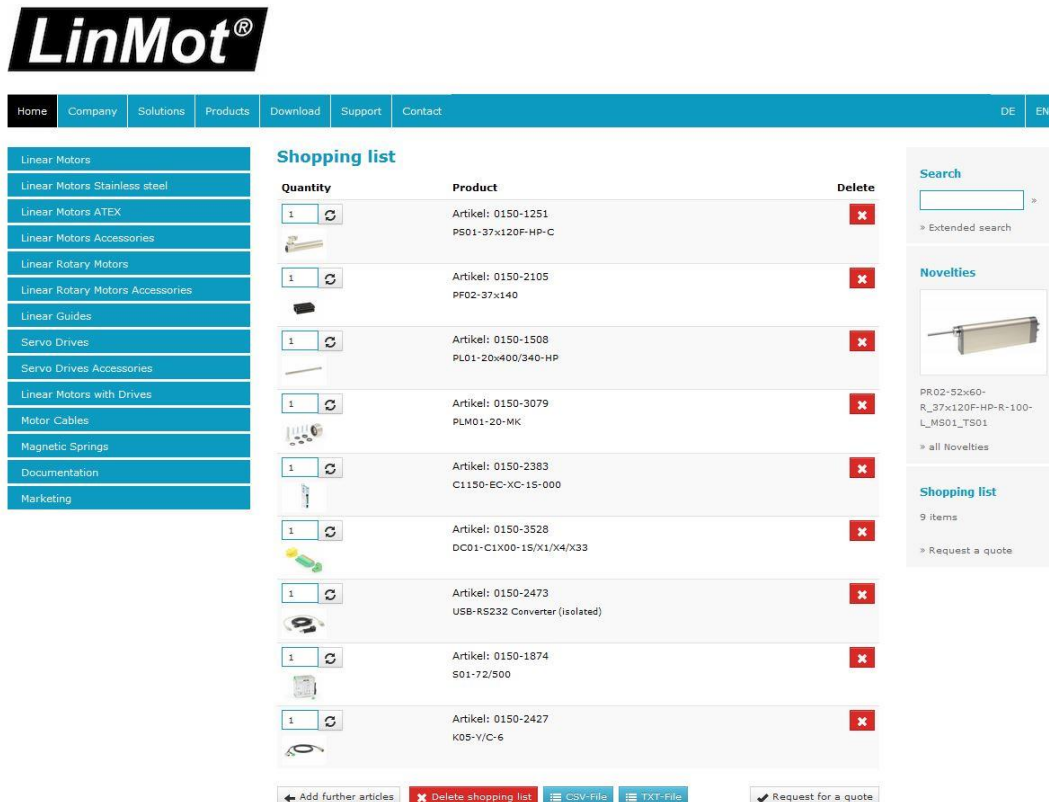 LinMot®
Home Company Solutions Products Download Support Contact DE EN
Linear Motors
Linear Motors Stainless steel
Linear Motors ATEX
Linear Motors Accessories
Linear Rotary Motors
Linear Rotary Motors Accessories
Linear Guides
Servo Drives
Servo Drives Accessories
Linear Motors with Drives
Motor Cables
Magnetic Springs
Documentation
Marketing
Shopping list
Quantity Product Delete
1 Artikel: 0150-1251
PS01-37x120F-HP-C
1 Artikel: 0150-2105
PF02-37x140
1 Artikel: 0150-1508
PL01-20x400/340-HP
1 Artikel: 0150-3079
PLM01-20-MK
1 Artikel: 0150-2383
C1150-EC-XC-1S-000
1 Artikel: 0150-3528
DC01-C1X00-1S/X1/X4/X33
1 Artikel: 0150-2473
USB-RS232 Converter (isolated)
1 Artikel: 0150-1874
S01-72/500
1 Artikel: 0150-2427
K05-Y/C-6
Add further articles Delete shopping list CSV-File TXT-File Request for a quote
Search
»
» Extended search
Novelties
PR02-52x60-
R_37x120F-HP-R-100-
L_MS01_TS01
» all Novelties
Shopping list
9 items
» Request a quote